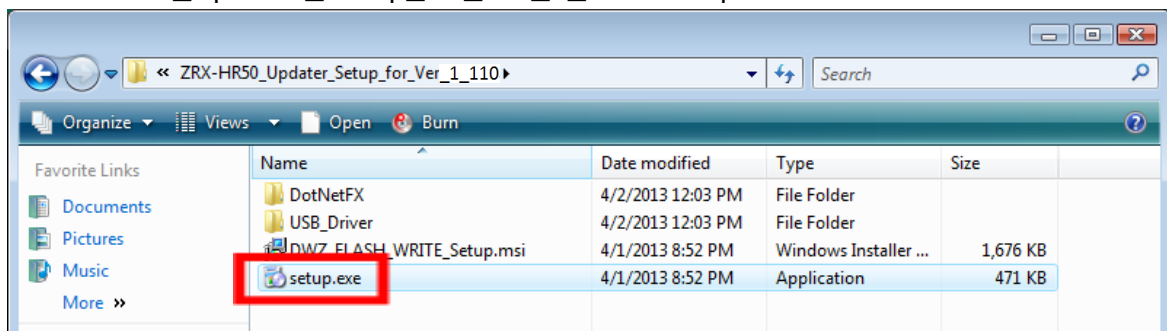 « ZRX-HR50_Updater_Setup_for_Ver_1_110 Search
Organize Views Open Burn
Favorite Links Name Date modified Type Size
Documents DotNetFX 4/2/2013 12:03 PM File Folder
USB_Driver 4/2/2013 12:03 PM File Folder
Pictures DWZ_FLASH_WRITE_Setup.msi 4/1/2013 8:52 PM Windows Installer ... 1,676 KB
Music setup.exe 4/1/2013 8:52 PM Application 471 KB
More »